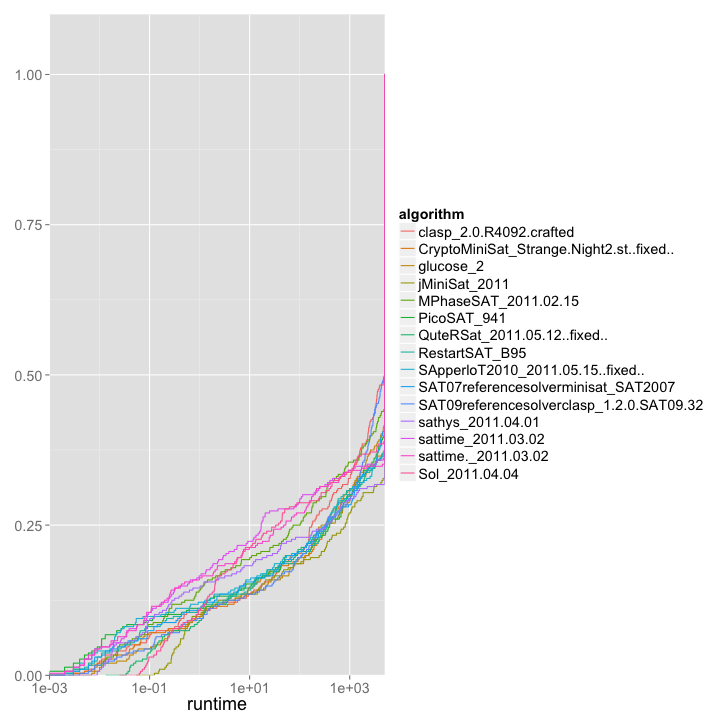 1.00
0.75
0.50
0.25
0.00
1e-03 1e-01 1e+01 1e+03
runtime
algorithm
clasp_2.0.R4092.crafted
CryptoMiniSat_Strange.Night2.st..fixed..
glucose_2
jMiniSat_2011
MPhaseSAT_2011.02.15
PicoSAT_941
QuteRSat_2011.05.12..fixed..
RestartSAT_B95
SApperloT2010_2011.05.15..fixed..
SAT07referencesolverminisat_SAT2007
SAT09referencesolverclasp_1.2.0.SAT09.32
sathys_2011.04.01
sattime_2011.03.02
sattime._2011.03.02
Sol_2011.04.04